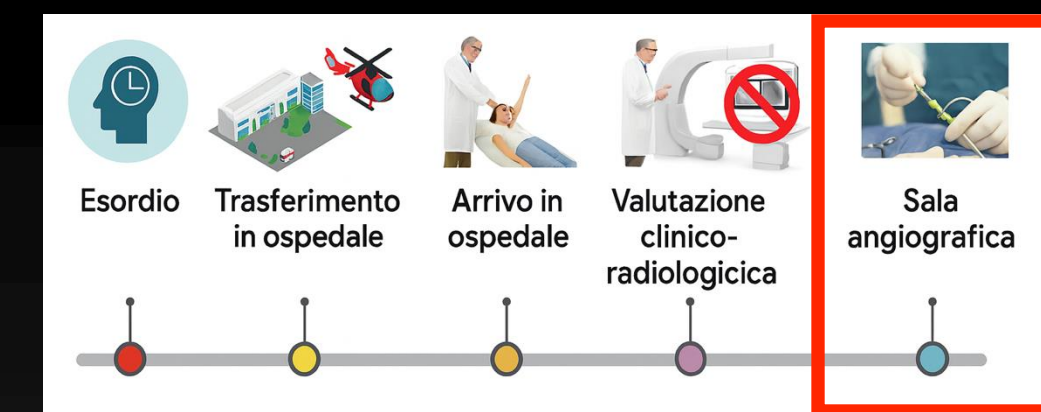 Esordio
Trasferimento
in ospedale
Arrivo in
ospedale
Valutazione
clinico-
radiologicica
Sala
angiografica